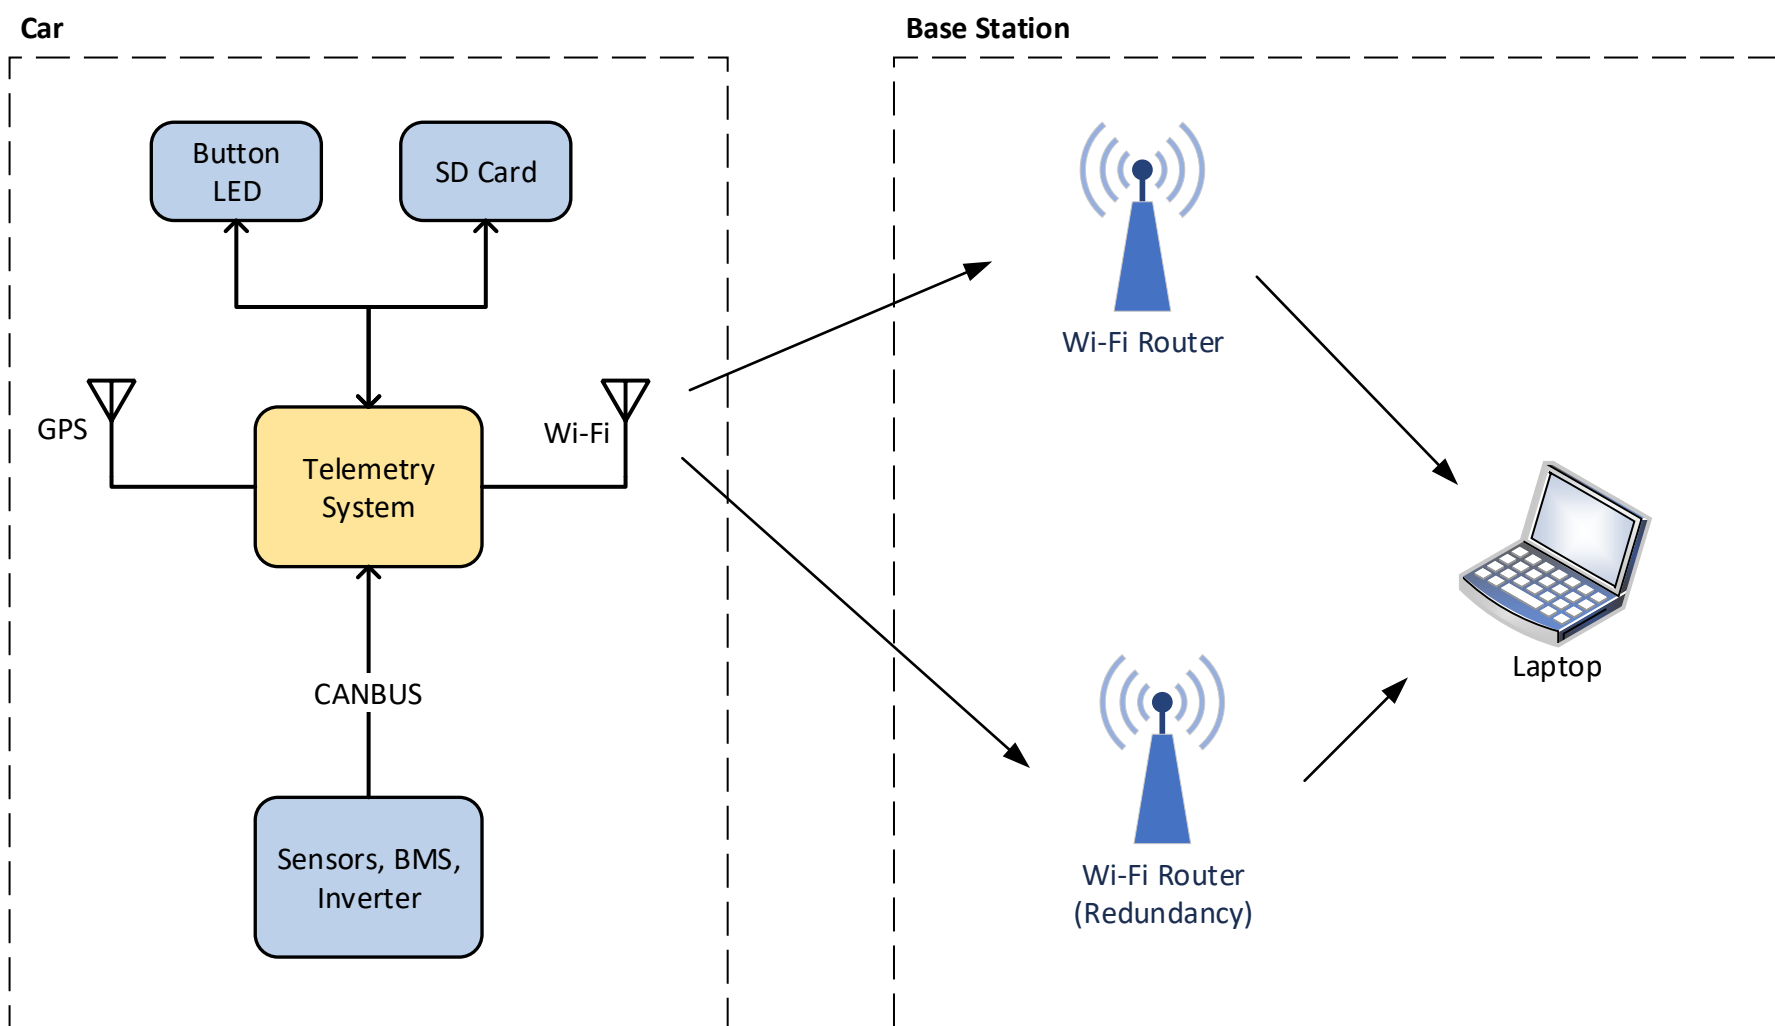 Car
Base Station
Button
LED
SD Card
GPS
Wi-Fi
Telemetry
System
CANBUS
Sensors, BMS,
Inverter
Wi-Fi Router
Laptop
Wi-Fi Router
(Redundancy)